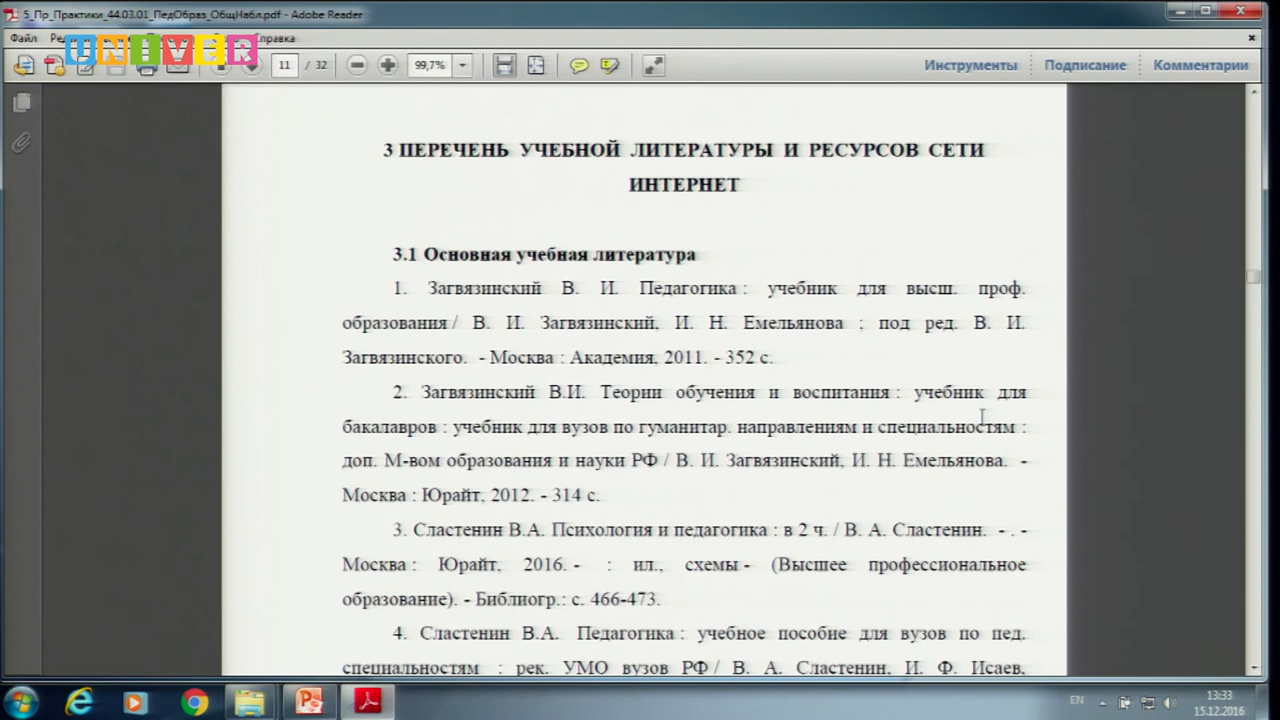 5_Пр_Практики_44.03.01_ПедОбраз_ОбщНабл.pdf - Adobe Reader
Файл
Справка
UNIVER
11 / 32
99,7%
Инструменты Подписание Комментарии
3 ПЕРЕЧЕНЬ УЧЕБНОЙ ЛИТЕРАТУРЫ И РЕСУРСОВ СЕТИ
ИНТЕРНЕТ
3.1 Основная учебная литература
1. Загвязинский В. И. Педагогика : учебник для высш. проф.
образования / В. И. Загвязинский, И. Н. Емельянова ; под ред. В. И.
Загвязинского. - Москва : Академия, 2011. - 352 с.
2. Загвязинский В.И. Теории обучения и воспитания : учебник для
бакалавров : учебник для вузов по гуманитар. направлениям и специальностям :
доп. М-вом образования и науки РФ / В. И. Загвязинский, И. Н. Емельянова. -
Москва : Юрайт, 2012. - 314 с.
3. Сластенин В.А. Психология и педагогика : в 2 ч. / В. А. Сластенин. - . -
Москва : Юрайт, 2016. - : ил., схемы - (Высшее профессиональное
образование). - Библиогр.: с. 466-473.
4. Сластенин В.А. Педагогика : учебное пособие для вузов по пед.
специальностям : рек. УМО вузов РФ / В. А. Сластенин, И. Ф. Исаев,
EN
13:33
15.12.2016